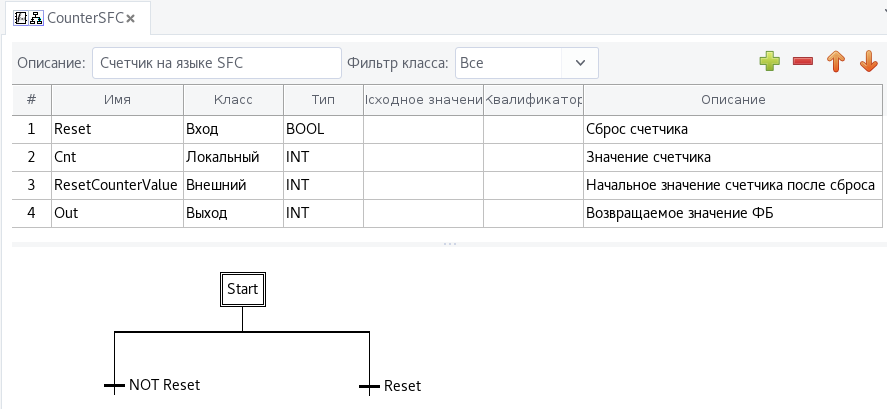 CounterSFC
Описание: Счетчик на языке SFC Фильтр класса: Все
# Имя Класс Тип Ісходное значени Квалификатор Описание
1 Reset Вход BOOL Сброс счетчика
2 Cnt Локальный INT Значение счетчика
3 ResetCounterValue Внешний INT Начальное значение счетчика после сброса
4 Out Выход INT Возвращаемое значение ФБ
Start
NOT Reset Reset